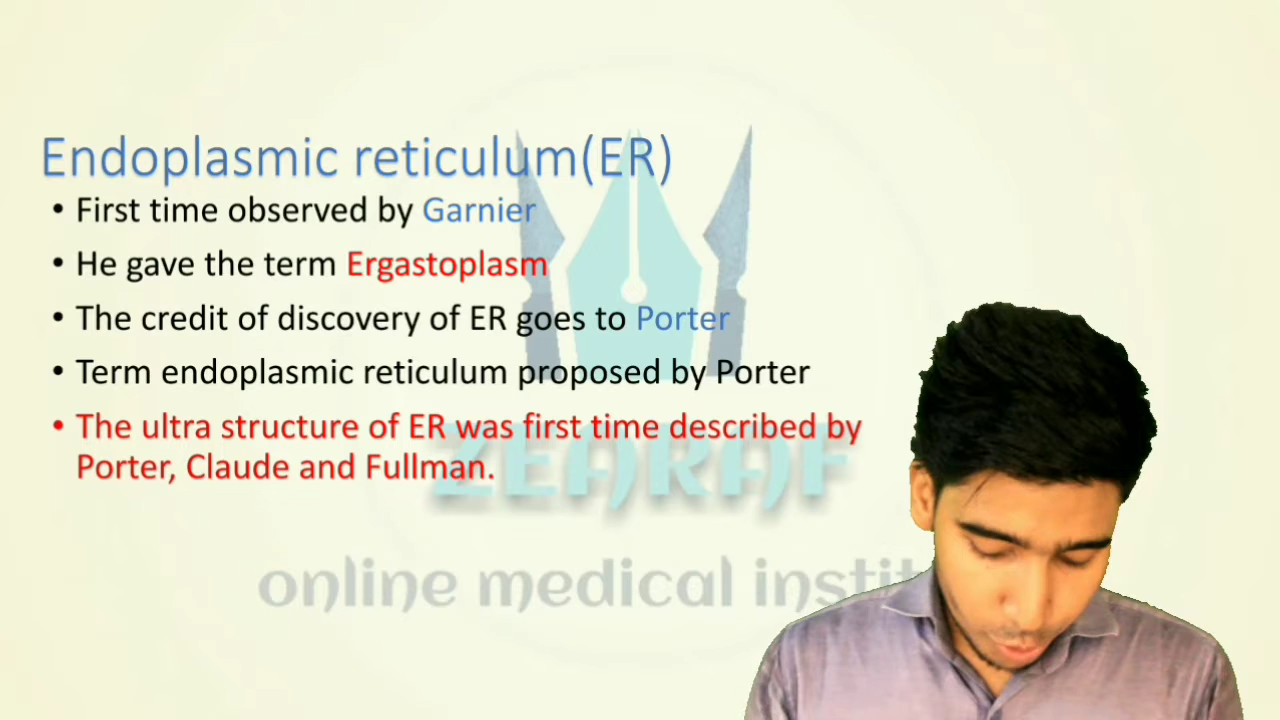 Endoplasmic reticulum(ER)
• First time observed by Garnier
• He gave the term Ergastoplasm
• The credit of discovery of ER goes to Porter
• Term endoplasmic reticulum proposed by Porter
• The ultra structure of ER was first time described by
Porter, Claude and Fullman.
ZEARAF
online medical instit